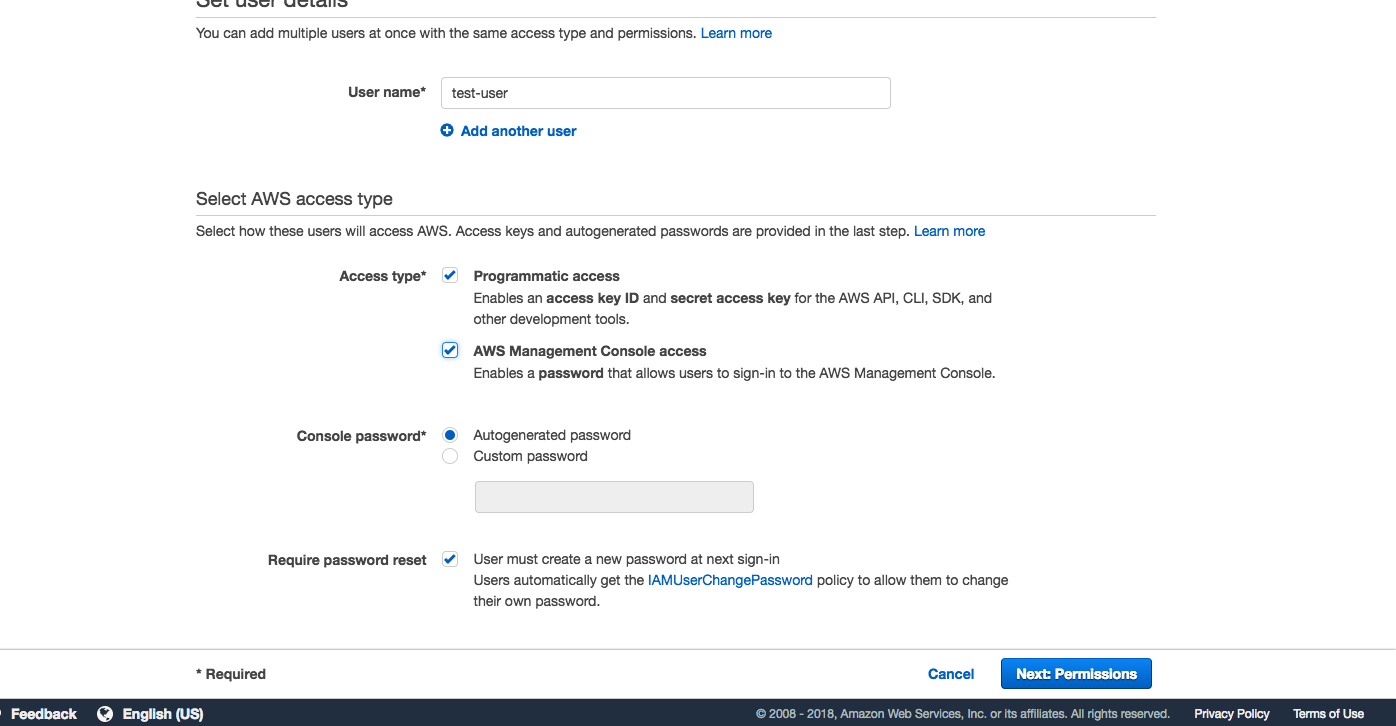 Set user details
You can add multiple users at once with the same access type and permissions. Learn more
User name* test-user
Add another user
Select AWS access type
Select how these users will access AWS. Access keys and autogenerated passwords are provided in the last step. Learn more
Access type* Programmatic access
Enables an access key ID and secret access key for the AWS API, CLI, SDK, and
other development tools.
AWS Management Console access
Enables a password that allows users to sign-in to the AWS Management Console.
Console password* Autogenerated password
Custom password
Require password reset User must create a new password at next sign-in
Users automatically get the IAMUserChangePassword policy to allow them to change
their own password.
* Required Cancel Next: Permissions
Feedback English (US) © 2008 - 2018, Amazon Web Services, Inc. or its affiliates. All rights reserved. Privacy Policy Terms of Use